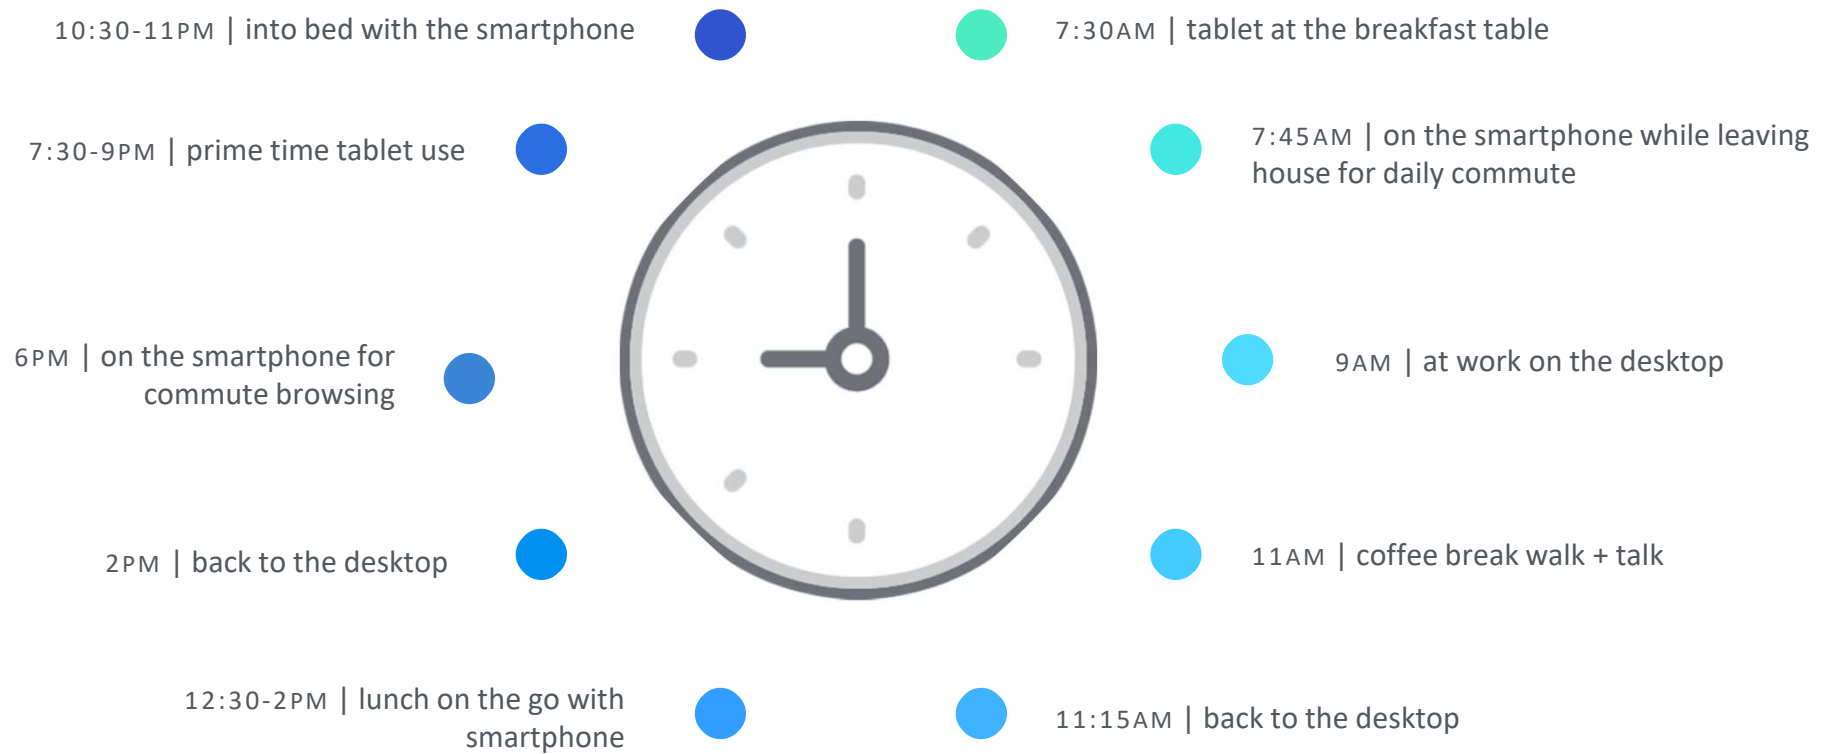 10:30-11PM | into bed with the smartphone
7:30AM | tablet at the breakfast table
7:30-9PM | prime time tablet use
7:45AM | on the smartphone while leaving
house for daily commute
6PM | on the smartphone for
commute browsing
9AM | at work on the desktop
2PM | back to the desktop
11AM | coffee break walk + talk
12:30-2PM | lunch on the go with
smartphone
11:15AM | back to the desktop